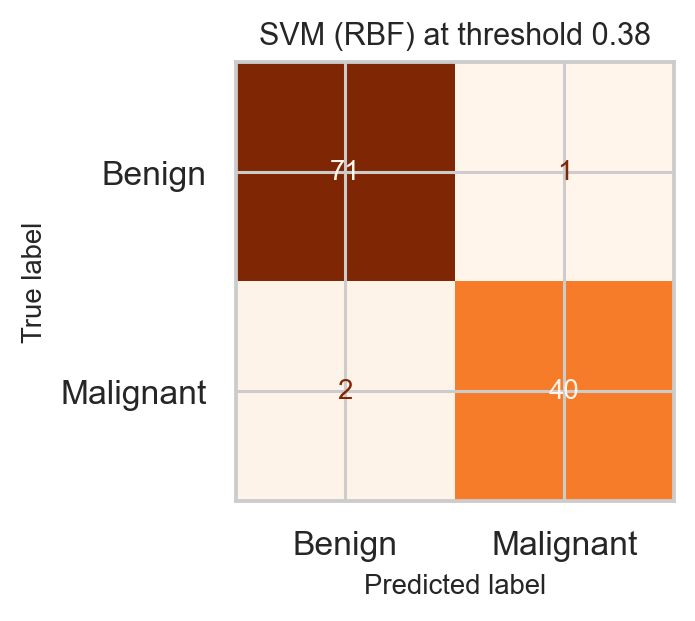 SVM (RBF) at threshold 0.38
True label
Benign
71 1
Malignant
2 40
Benign Malignant
Predicted label